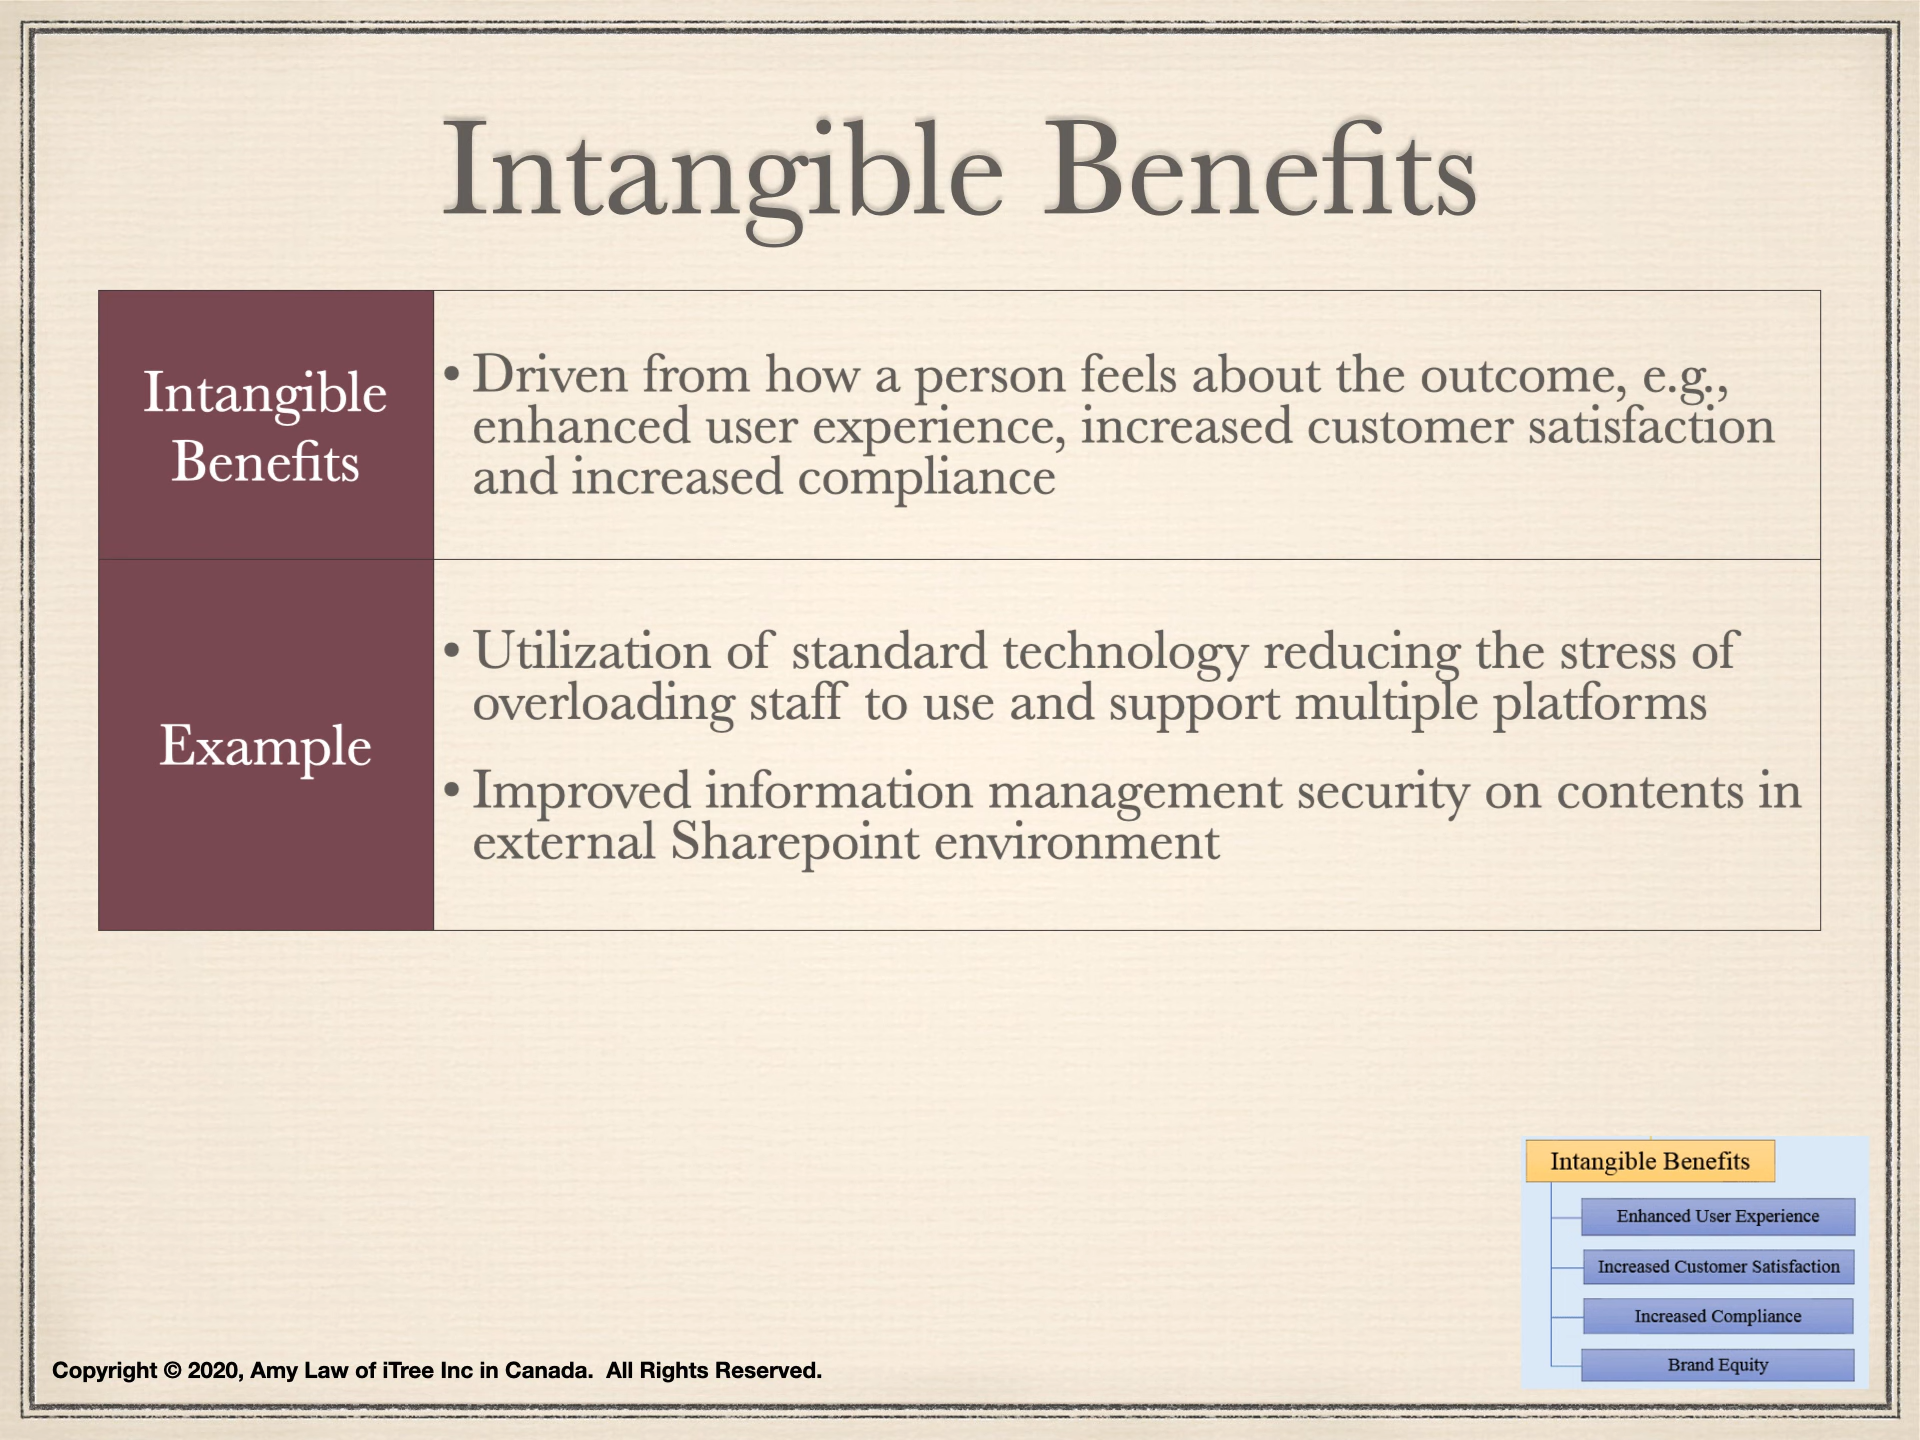 Intangible Benefits
Intangible
Benefits
• Driven from how a person feels about the outcome, e.g.,
enhanced user experience, increased customer satisfaction
and increased compliance
Example
• Utilization of standard technology reducing the stress of
overloading staff to use and support multiple platforms
• Improved information management security on contents in
external Sharepoint environment
Intangible Benefits
Enhanced User Experience
Increased Customer Satisfaction
Increased Compliance
Brand Equity
Copyright © 2020, Amy Law of iTree Inc in Canada. All Rights Reserved.